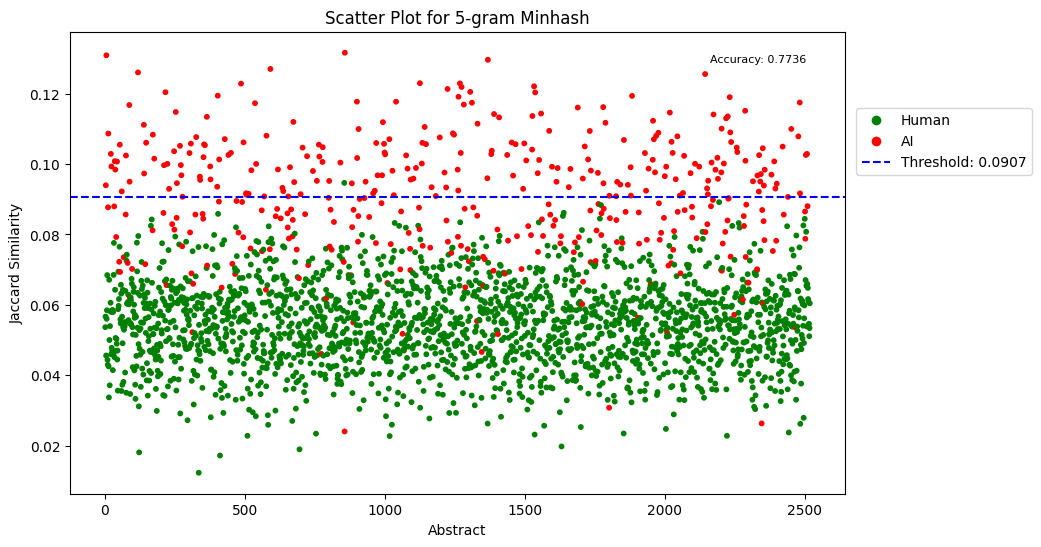 Scatter Plot for 5-gram Minhash
Accuracy: 0.7736
Human
AI
Threshold: 0.0907
Jaccard Similarity
0.12
0.10
0.08
0.06
0.04
0.02
0
500
1000
1500
2000
2500
Abstract